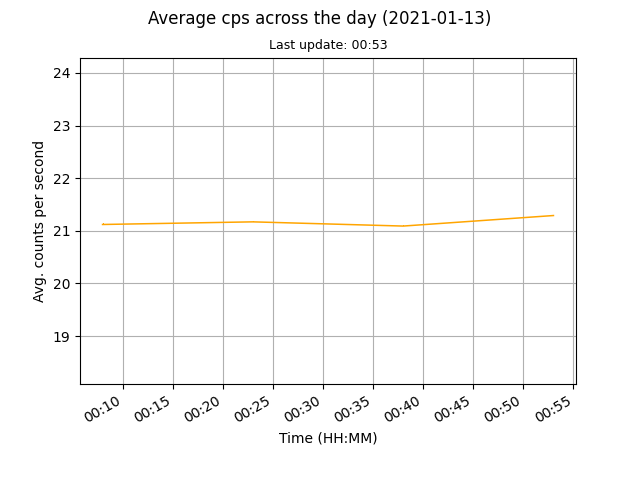 Average cps across the day (2021-01-13)
Last update: 00:53
24
23
22
21
20
19
Avg. counts per second
00:10 00:15 00:20 00:25 00:30 00:35 00:40 00:45 00:50 00:55
Time (HH:MM)